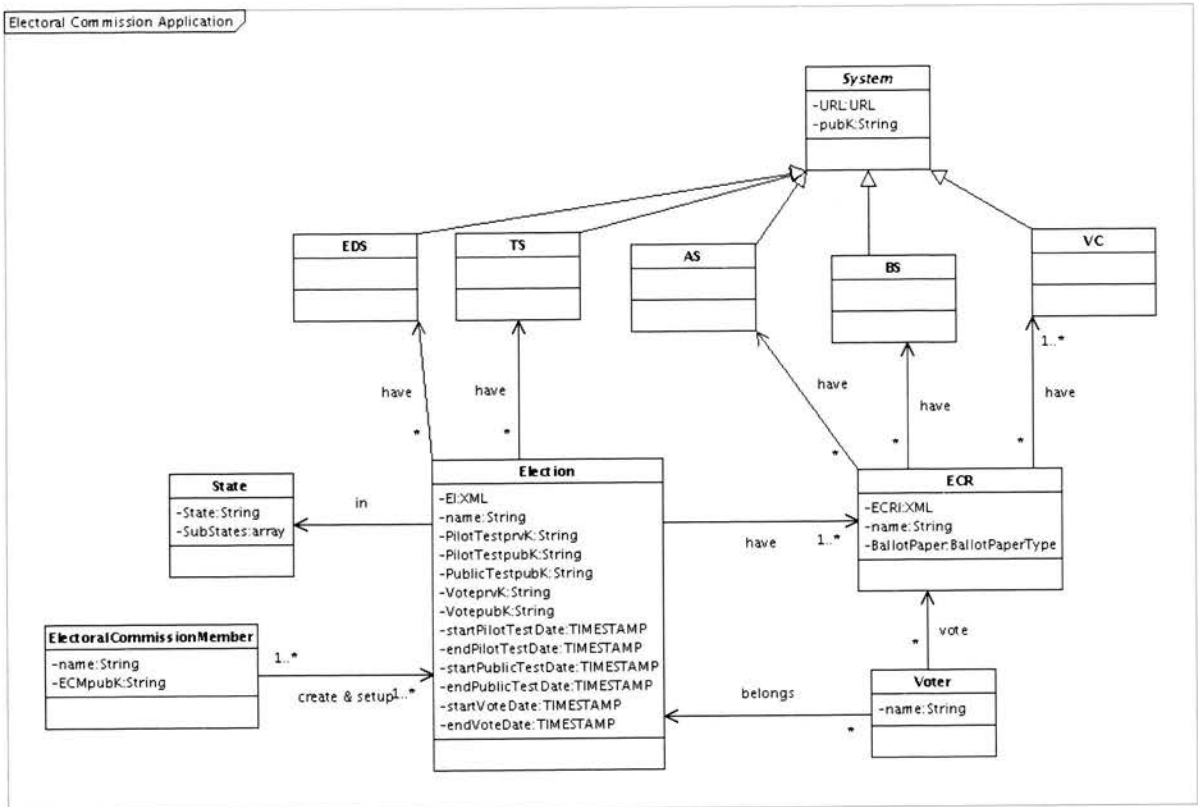 Electoral Commission Application
System
-URL:URL
-pubK:String
EDS
TS
AS
BS
VC
1..*
have
have
have
have
have
*
*
*
*
*
State
-State:String
-SubStates:array
in
Election
-EI:XML
-name:String
-PilotTestprvK:String
-PilotTestpubK:String
-PublicTestpubK:String
-VoteprvK:String
-VotepubK:String
-startPilotTestDate:TIMESTAMP
-endPilotTestDate:TIMESTAMP
-startPublicTestDate:TIMESTAMP
-endPublicTestDate:TIMESTAMP
-startVoteDate:TIMESTAMP
-endVoteDate:TIMESTAMP
have
1..*
ECR
-ECRI:XML
-name:String
-BallotPaper:BallotPaperType
ElectoralCommissionMember
-name:String
-ECMpubK:String
1..*
create & setup
1..*
*
vote
belongs
*
Voter
-name:String